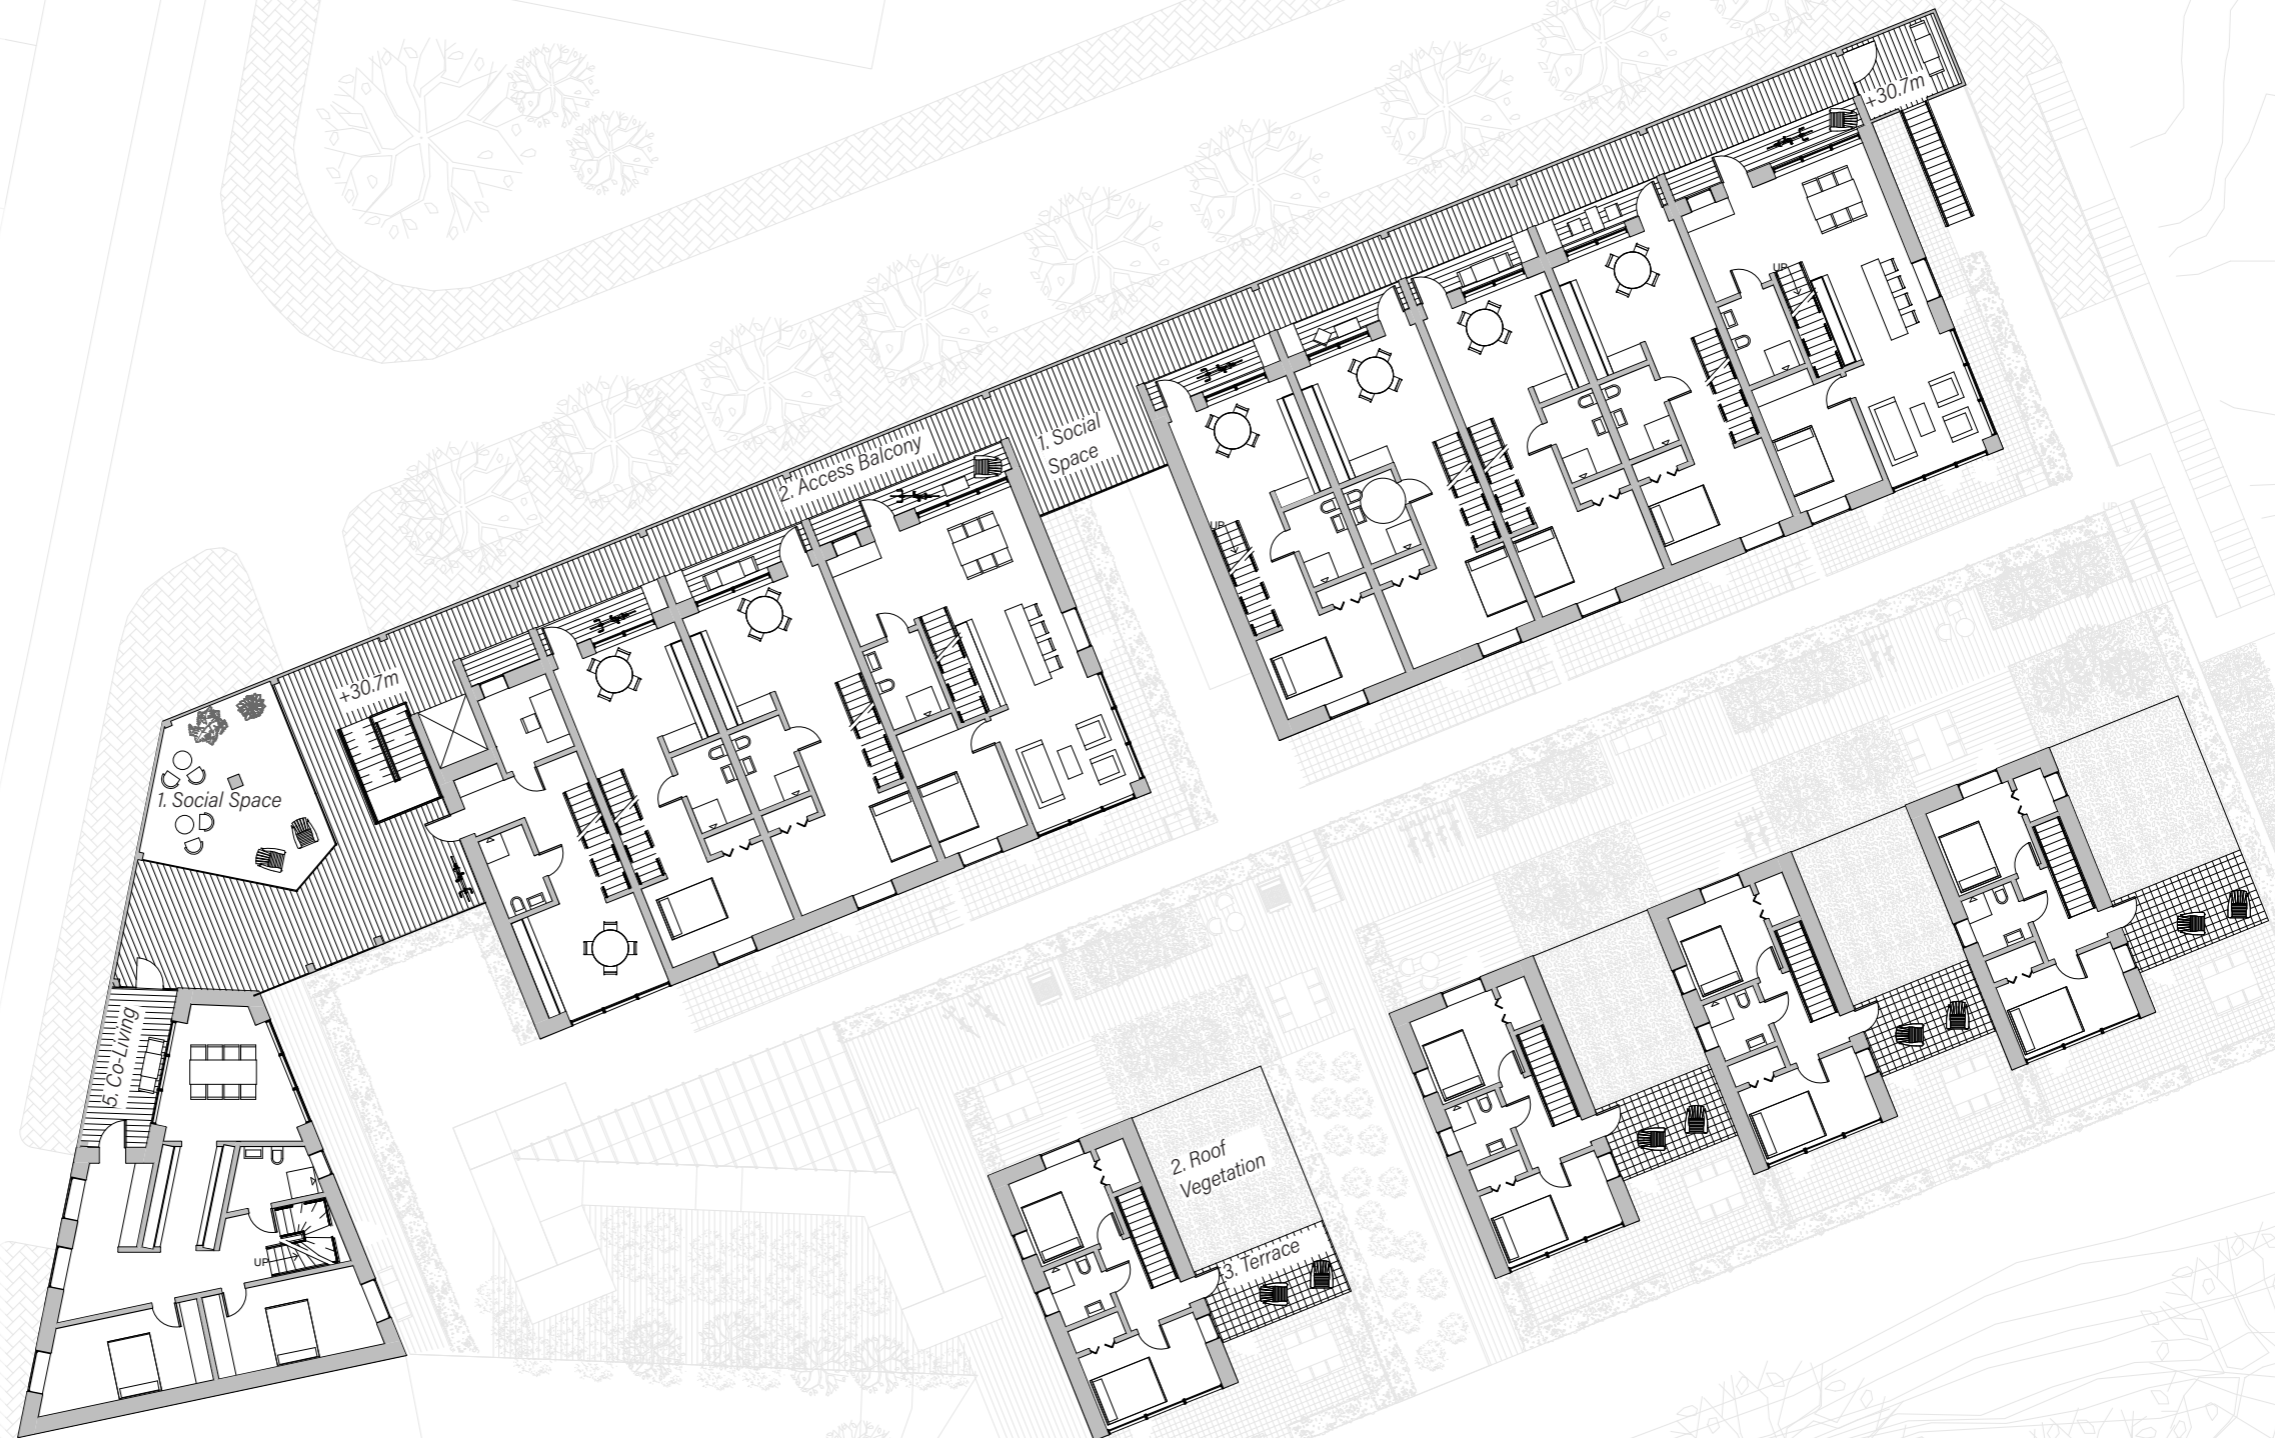 +30.7m
UP
2. Access Balcony
1. Social
Space
UP
+30.7m
1. Social Space
5. Co-Living
2. Roof
Vegetation
3. Terrace
UP